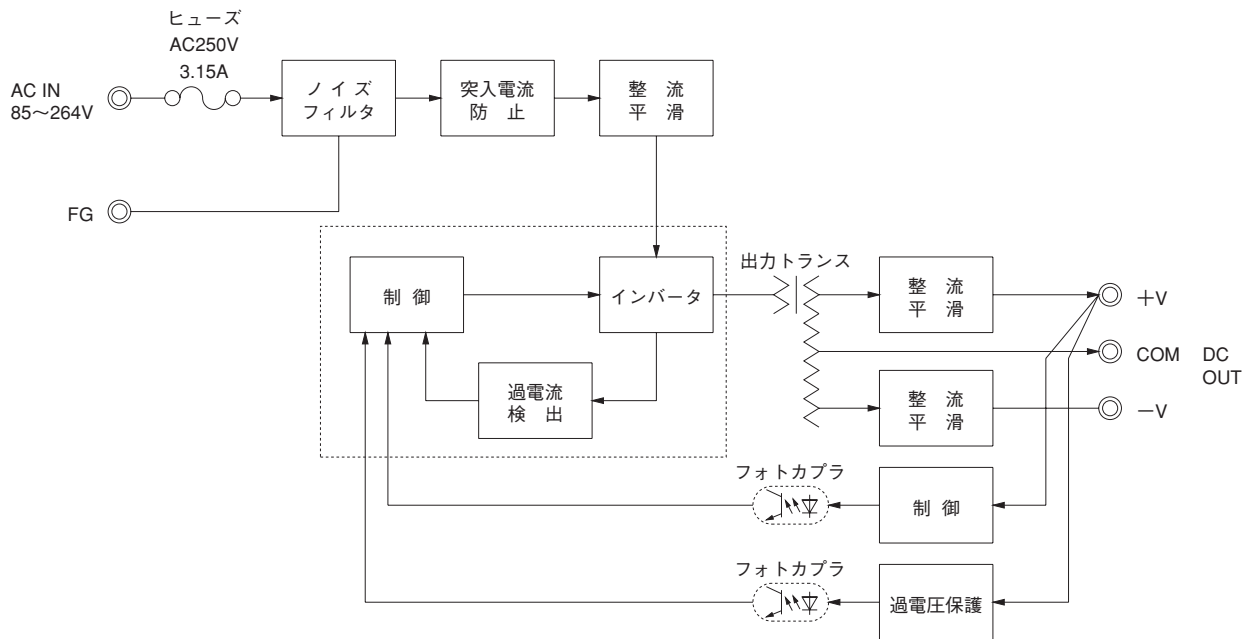 ヒューズ
AC250V
3.15A
AC IN
85～264V
ノイズ
フィルタ
突入電流
防 止
整 流
平 滑
FG
制 御
インバータ
過電流
検 出
出力トランス
整 流
平 滑
+V
COM
DC
OUT
整 流
平 滑
−V
フォトカプラ
制 御
フォトカプラ
過電圧保護